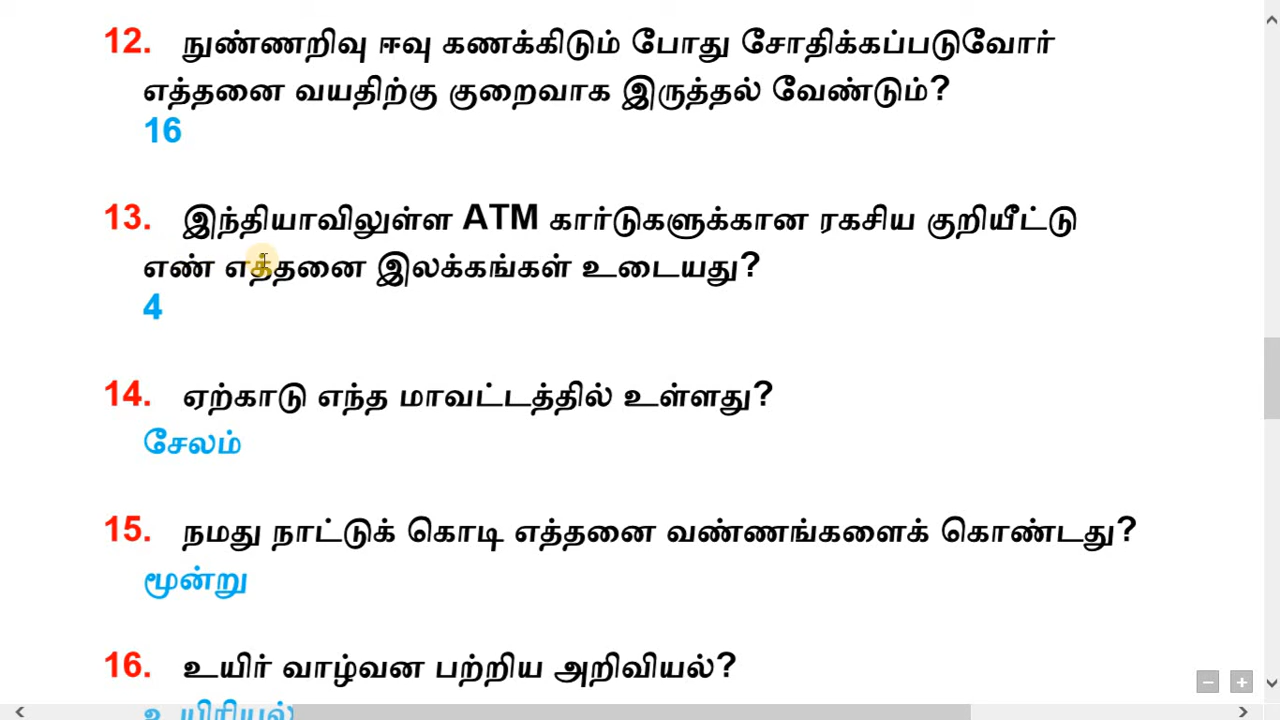 12. நுண்ணறிவு ஈவு கணக்கிடும் போது சோதிக்கப்படுவோர்
எத்தனை வயதிற்கு குறைவாக இருத்தல் வேண்டும்?
16
13. இந்தியாவிலுள்ள ATM கார்டுகளுக்கான ரகசிய குறியீட்டு
எண் எத்தனை இலக்கங்கள் உடையது?
4
14. ஏற்காடு எந்த மாவட்டத்தில் உள்ளது?
சேலம்
15. நமது நாட்டுக் கொடி எத்தனை வண்ணங்களைக் கொண்டது?
மூன்று
16. உயிர் வாழ்வன பற்றிய அறிவியல்?
உயிரியல்